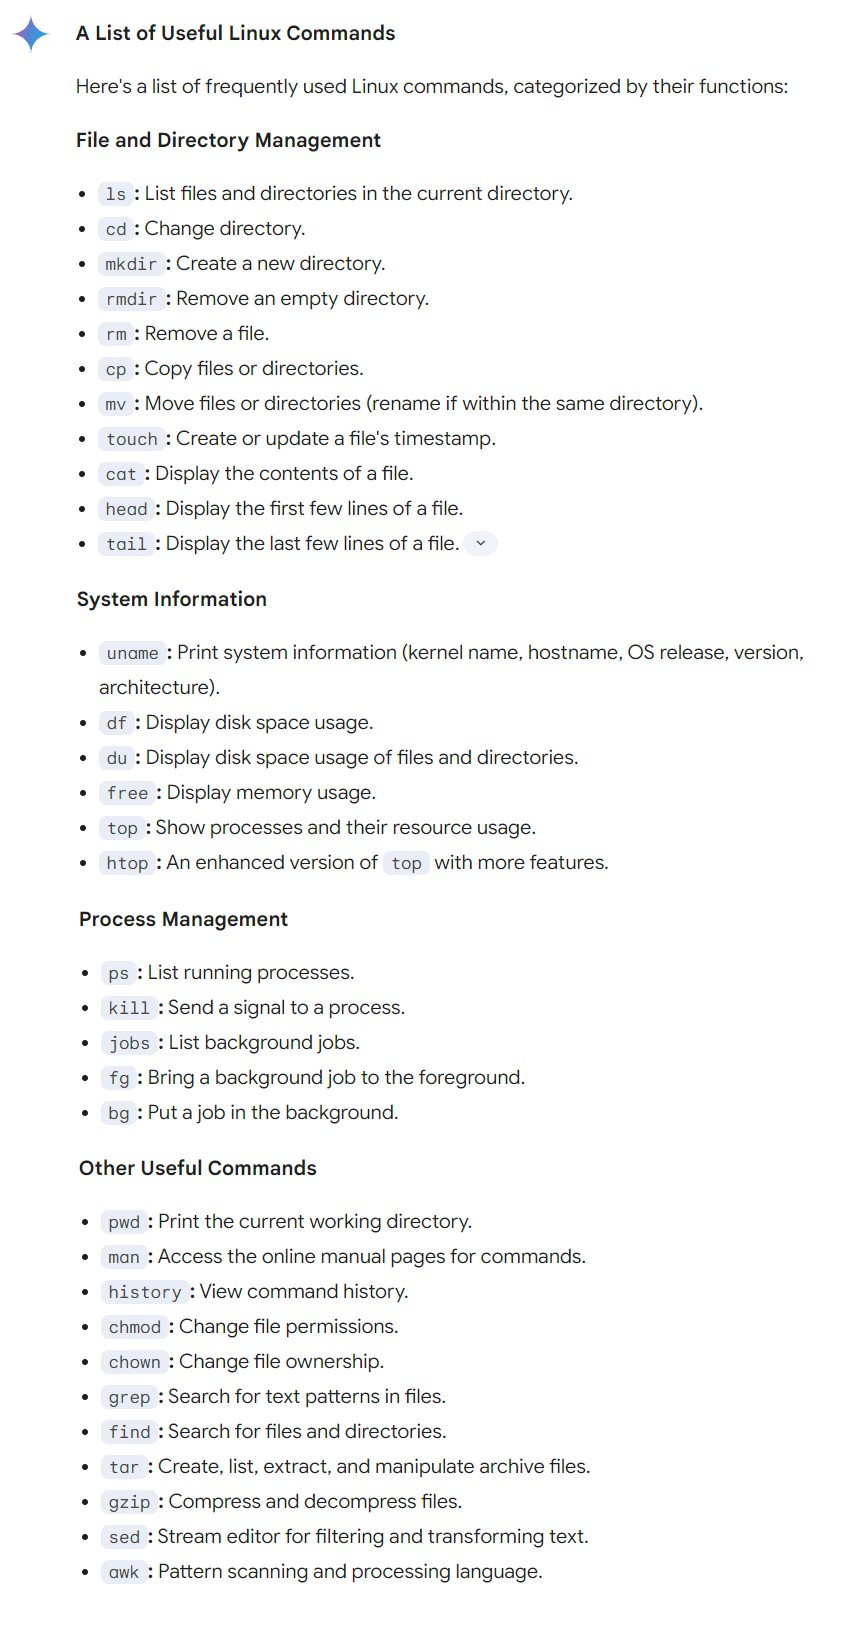 A List of Useful Linux Commands
Here's a list of frequently used Linux commands, categorized by their functions:
File and Directory Management
• ls : List files and directories in the current directory.
• cd : Change directory.
• mkdir : Create a new directory.
• rmdir : Remove an empty directory.
• rm : Remove a file.
• cp : Copy files or directories.
• mv : Move files or directories (rename if within the same directory).
• touch : Create or update a file's timestamp.
• cat : Display the contents of a file.
• head : Display the first few lines of a file.
• tail : Display the last few lines of a file.
System Information
• uname : Print system information (kernel name, hostname, OS release, version,
architecture).
• df : Display disk space usage.
• du : Display disk space usage of files and directories.
• free : Display memory usage.
• top : Show processes and their resource usage.
• htop : An enhanced version of top with more features.
Process Management
• ps : List running processes.
• kill : Send a signal to a process.
• jobs : List background jobs.
• fg : Bring a background job to the foreground.
• bg : Put a job in the background.
Other Useful Commands
• pwd : Print the current working directory.
• man : Access the online manual pages for commands.
• history : View command history.
• chmod : Change file permissions.
• chown : Change file ownership.
• grep : Search for text patterns in files.
• find : Search for files and directories.
• tar : Create, list, extract, and manipulate archive files.
• gzip : Compress and decompress files.
• sed : Stream editor for filtering and transforming text.
• awk : Pattern scanning and processing language.